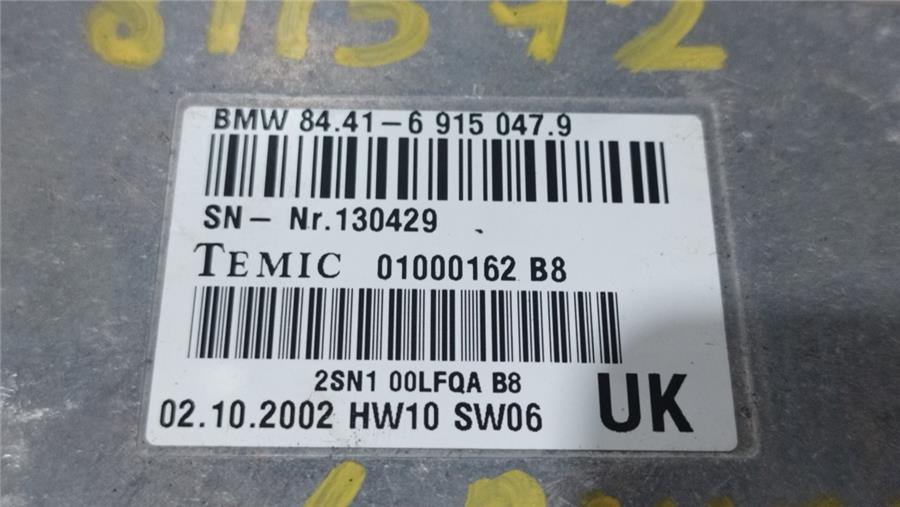 BMW 84.41-6 915 047.9
SN - Nr.130429
TEMIC 01000162 B8
2SN1 00LFQA B8
02.10.2002 HW10 SW06 UK